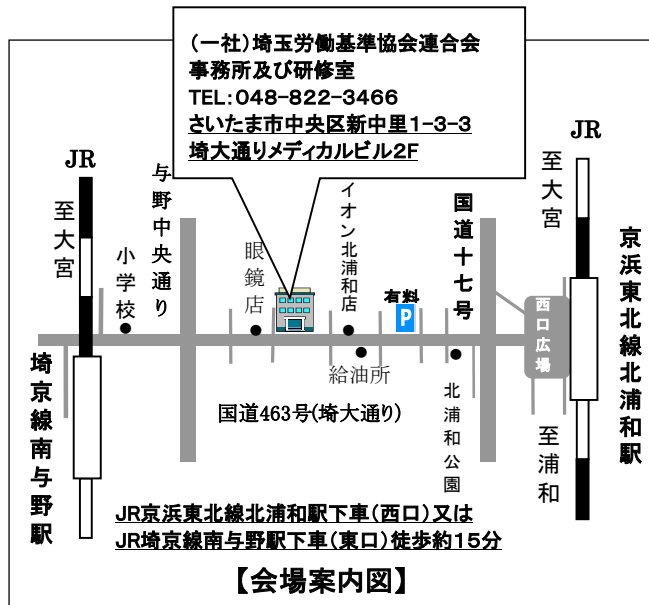 (一社)埼玉労働基準協会連合会
事務所及び研修室
TEL:048-822-3466
さいたま市中央区新中里1-3-3
埼大通りメディカルビル2F
JR
至大宮
小学校
与野中央通り
眼鏡店
イオン北浦和店
有料
P
国道十七号
JR
至大宮
京浜東北線北浦和駅
西口広場
埼京線南与野駅
給油所
国道463号(埼大通り)
北浦和公園
至浦和
JR京浜東北線北浦和駅下車(西口)又は
JR埼京線南与野駅下車(東口)徒歩約15分
【会場案内図】